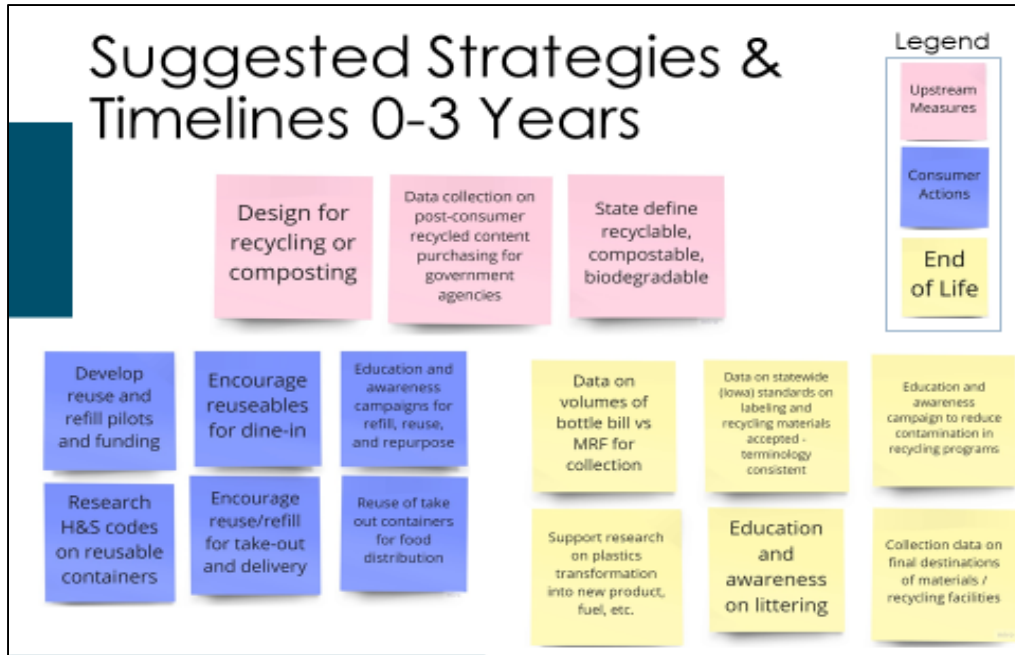 Suggested Strategies &
Timelines 0-3 Years
Legend
Upstream
Measures
Consumer
Actions
End
of Life
Design for
recycling or
composting
Data collection on
post-consumer
recycled content
purchasing for
government
agencies
State define
recyclable,
compostable,
biodegradable
Develop
reuse and
refill pilots
and funding
Encourage
reuseables
for dine-in
Education and
awareness
campaigns for
refill, reuse,
and repurpose
Research
H&S codes
on reusable
containers
Encourage
reuse/refill
for take-out
and delivery
Reuse of take
out containers
for food
distribution
Data on
volumes of
bottle bill vs
MRF for
collection
Data on statewide
(Iowa) standards on
labeling and
recycling materials
accepted -
terminology
consistent
Education and
awareness
campaign to reduce
contamination in
recycling programs
Support research
on plastics
transformation
into new product,
fuel, etc.
Education
and
awareness
on littering
Collection data on
final destinations
of materials /
recycling facilities